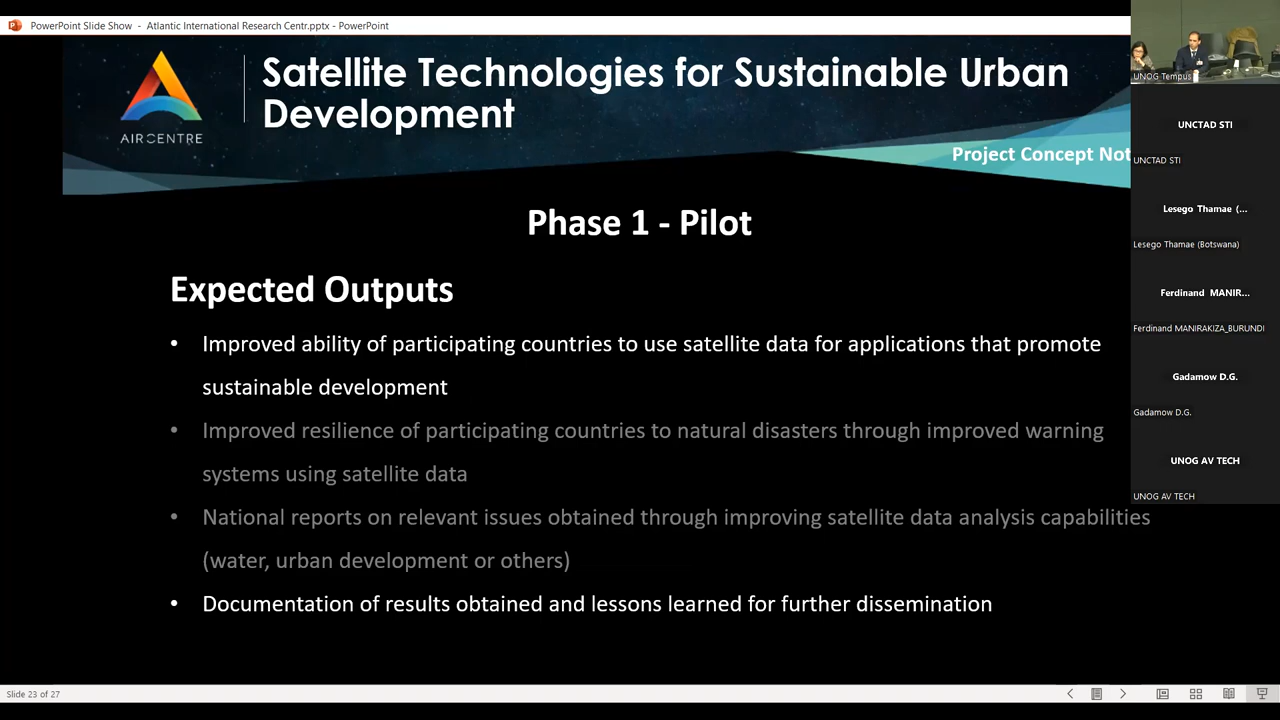 PowerPoint Slide Show - Atlantic International Research Centr.pptx - PowerPoint
AIRCENTRE
Satellite Technologies for Sustainable Urban
Development
Project Concept Not
Phase 1 - Pilot
Expected Outputs
• Improved ability of participating countries to use satellite data for applications that promote
sustainable development
• Improved resilience of participating countries to natural disasters through improved warning
systems using satellite data
• National reports on relevant issues obtained through improving satellite data analysis capabilities
(water, urban development or others)
• Documentation of results obtained and lessons learned for further dissemination
Slide 23 of 27
UNOG Tempus
UNCTAD STI
UNCTAD STI
Lesego Thamae (...
Lesego Thamae (Botswana)
Ferdinand MANIR...
Ferdinand MANIRAKIZA_BURUNDI
Gadamow D.G.
Gadamow D.G.
UNOG AV TECH
UNOG AV TECH